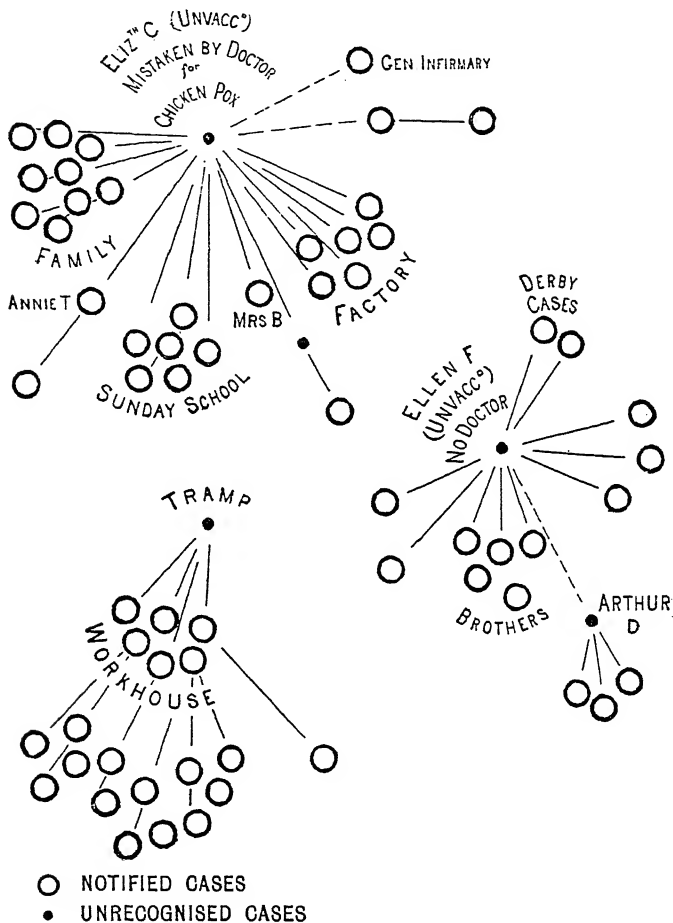 ELIZTH C (UNVACCD)
MISTAKEN BY DOCTOR
for
CHICKEN POX
GEN INFIRMARY
FAMILY
ANNIE T
SUNDAY SCHOOL
MRS B
FACTORY
DERBY
CASES
ELLEN F
(UNVACCD)
NO DOCTOR
BROTHERS
ARTHUR
D
TRAMP
WORKHOUSE
NOTIFIED CASES
UNRECOGNISED CASES